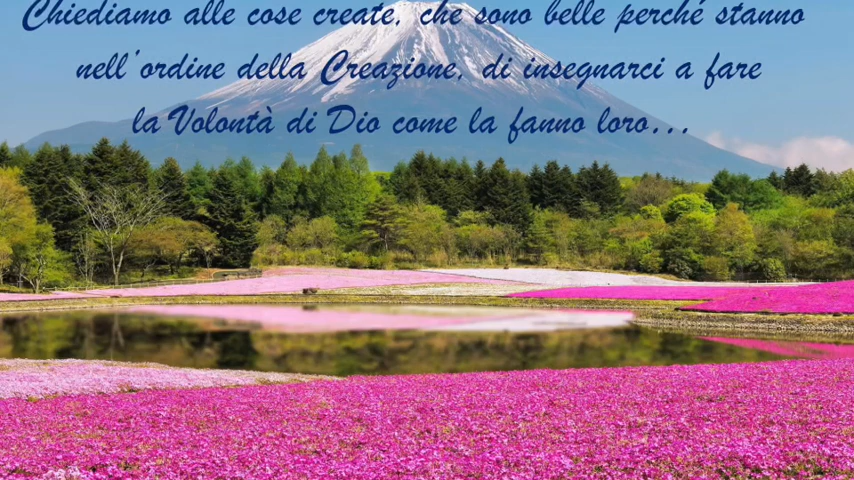 Chiediamo alle cose create, che sono belle perché stanno
nell'ordine della Creazione, di insegnarci a fare
la Volontà di Dio come la fanno loro...